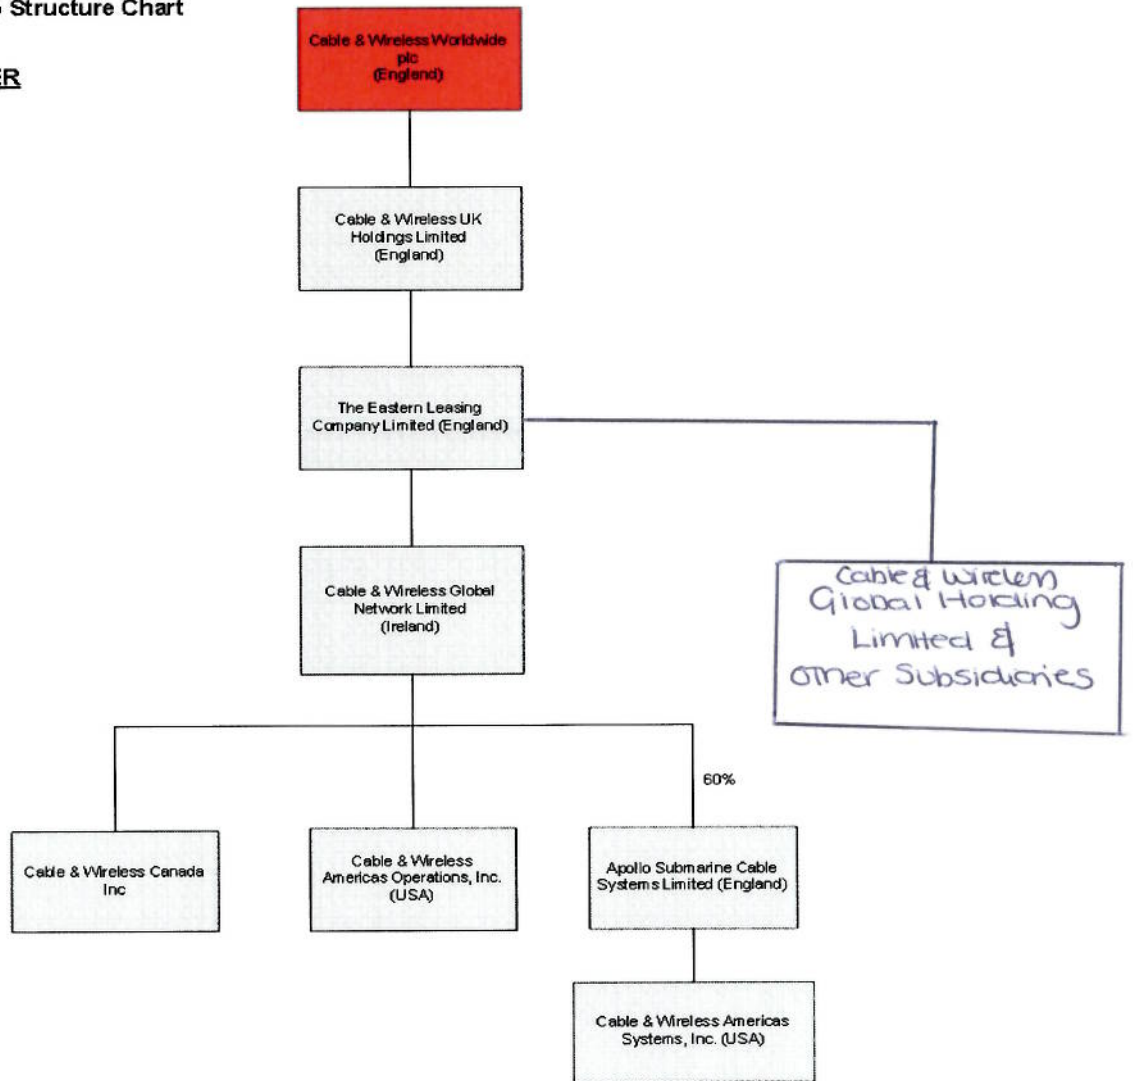 Structure Chart
ER
Cable & Wireless Worldwide
plc
(England)
Cable & Wireless UK
Holdings Limited
(England)
The Eastern Leasing
Company Limited (England)
Cable & Wireless Global
Network Limited
(Ireland)
Cable & Wireless
Global Holding
Limited &
other Subsidiaries
60%
Cable & Wireless Canada
Inc
Cable & Wireless
Americas Operations, Inc.
(USA)
Apollo Submarine Cable
Systems Limited (England)
Cable & Wireless Americas
Systems, Inc. (USA)